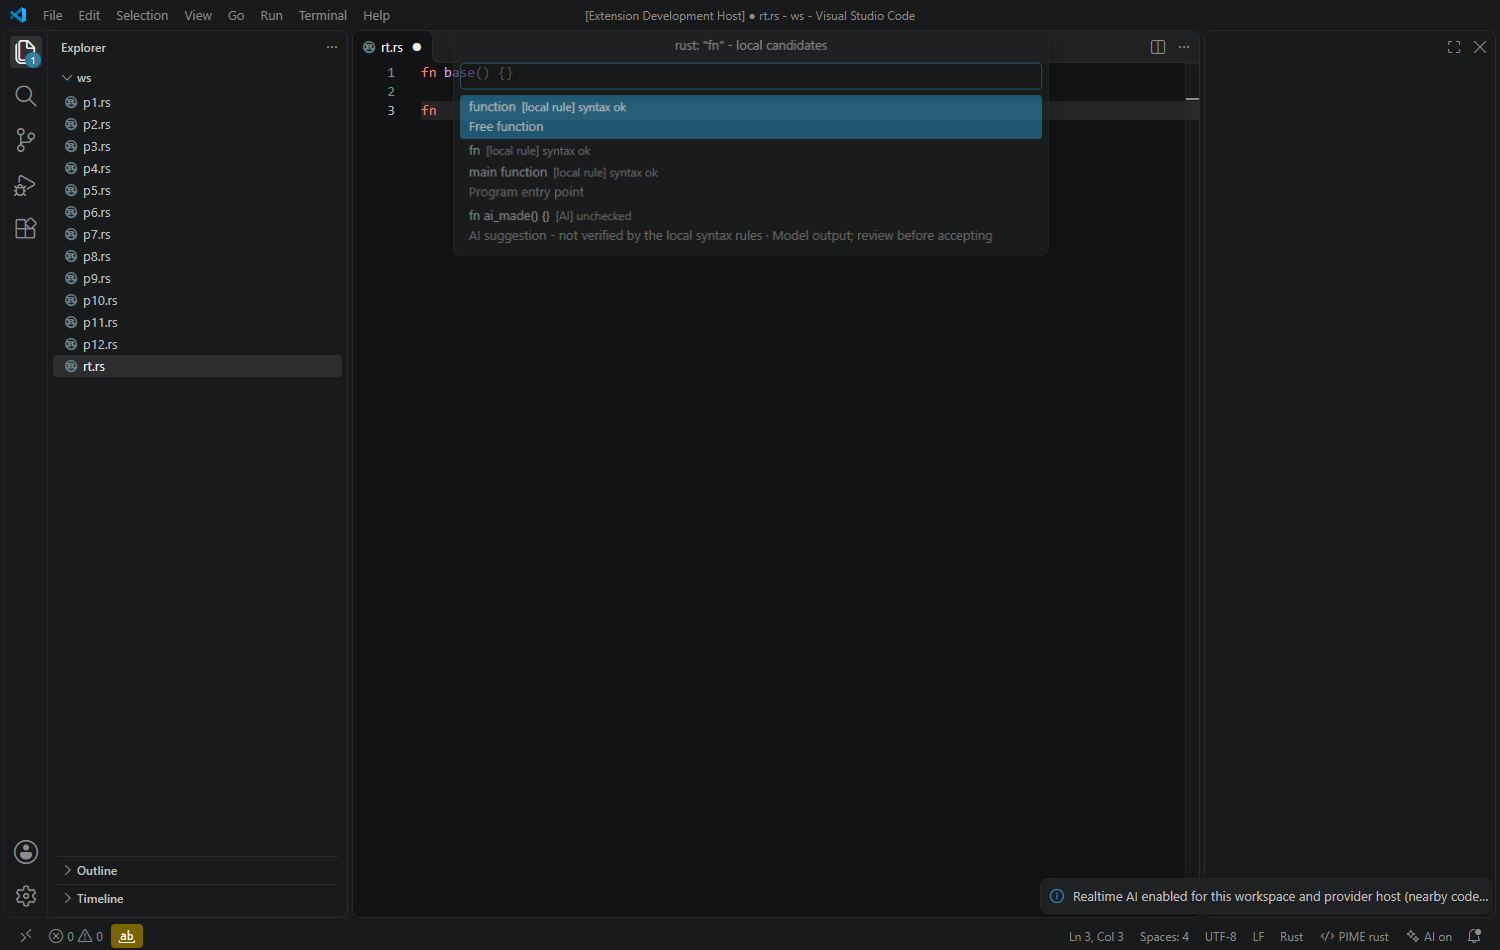 File Edit Selection View Go Run Terminal Help
[Extension Development Host] ● rt.rs - ws - Visual Studio Code
Explorer
ws
p1.rs
p2.rs
p3.rs
p4.rs
p5.rs
p6.rs
p7.rs
p8.rs
p9.rs
p10.rs
p11.rs
p12.rs
rt.rs
Outline
Timeline
1
rt.rs
1 fn base() {}
2
3 fn
rust: "fn" - local candidates
function [local rule] syntax ok
Free function
fn [local rule] syntax ok
main function [local rule] syntax ok
Program entry point
fn ai_made() {} [AI] unchecked
AI suggestion - not verified by the local syntax rules · Model output; review before accepting
Realtime AI enabled for this workspace and provider host (nearby code...
0 0 ab
Ln 3, Col 3 Spaces: 4 UTF-8 LF Rust PIME rust AI on